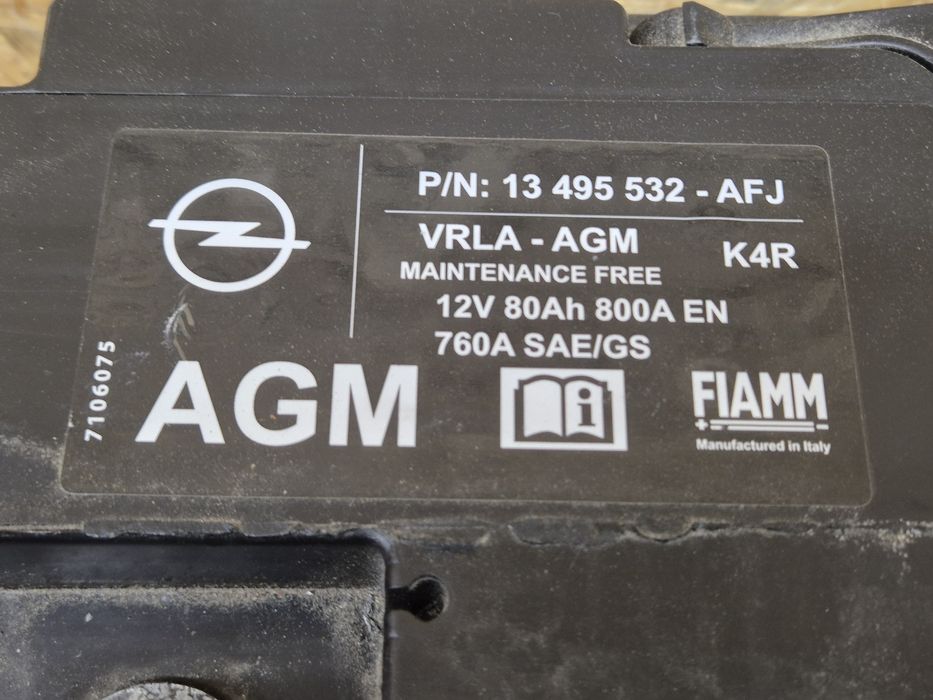 P/N: 13 495 532 - AFJ
VRLA - AGM
K4R
MAINTENANCE FREE
12V 80Ah 800A EN
760A SAE/GS
7106075
AGM
i
FIAMM
+ -
Manufactured in Italy